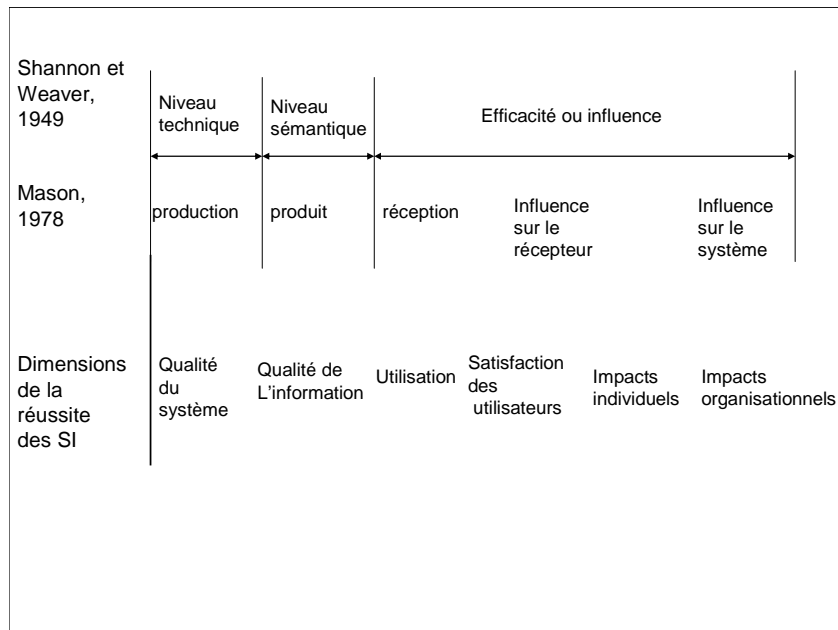 Shannon et
Weaver,
1949
Niveau
technique
Niveau
sémantique
Efficacité ou influence
Mason,
1978
production
produit
réception
Influence
sur le
récepteur
Influence
sur le
système
Dimensions
de la
réussite
des SI
Qualité
du
système
Qualité de
L'information
Utilisation
Satisfaction
des
utilisateurs
Impacts
individuels
Impacts
organisationnels